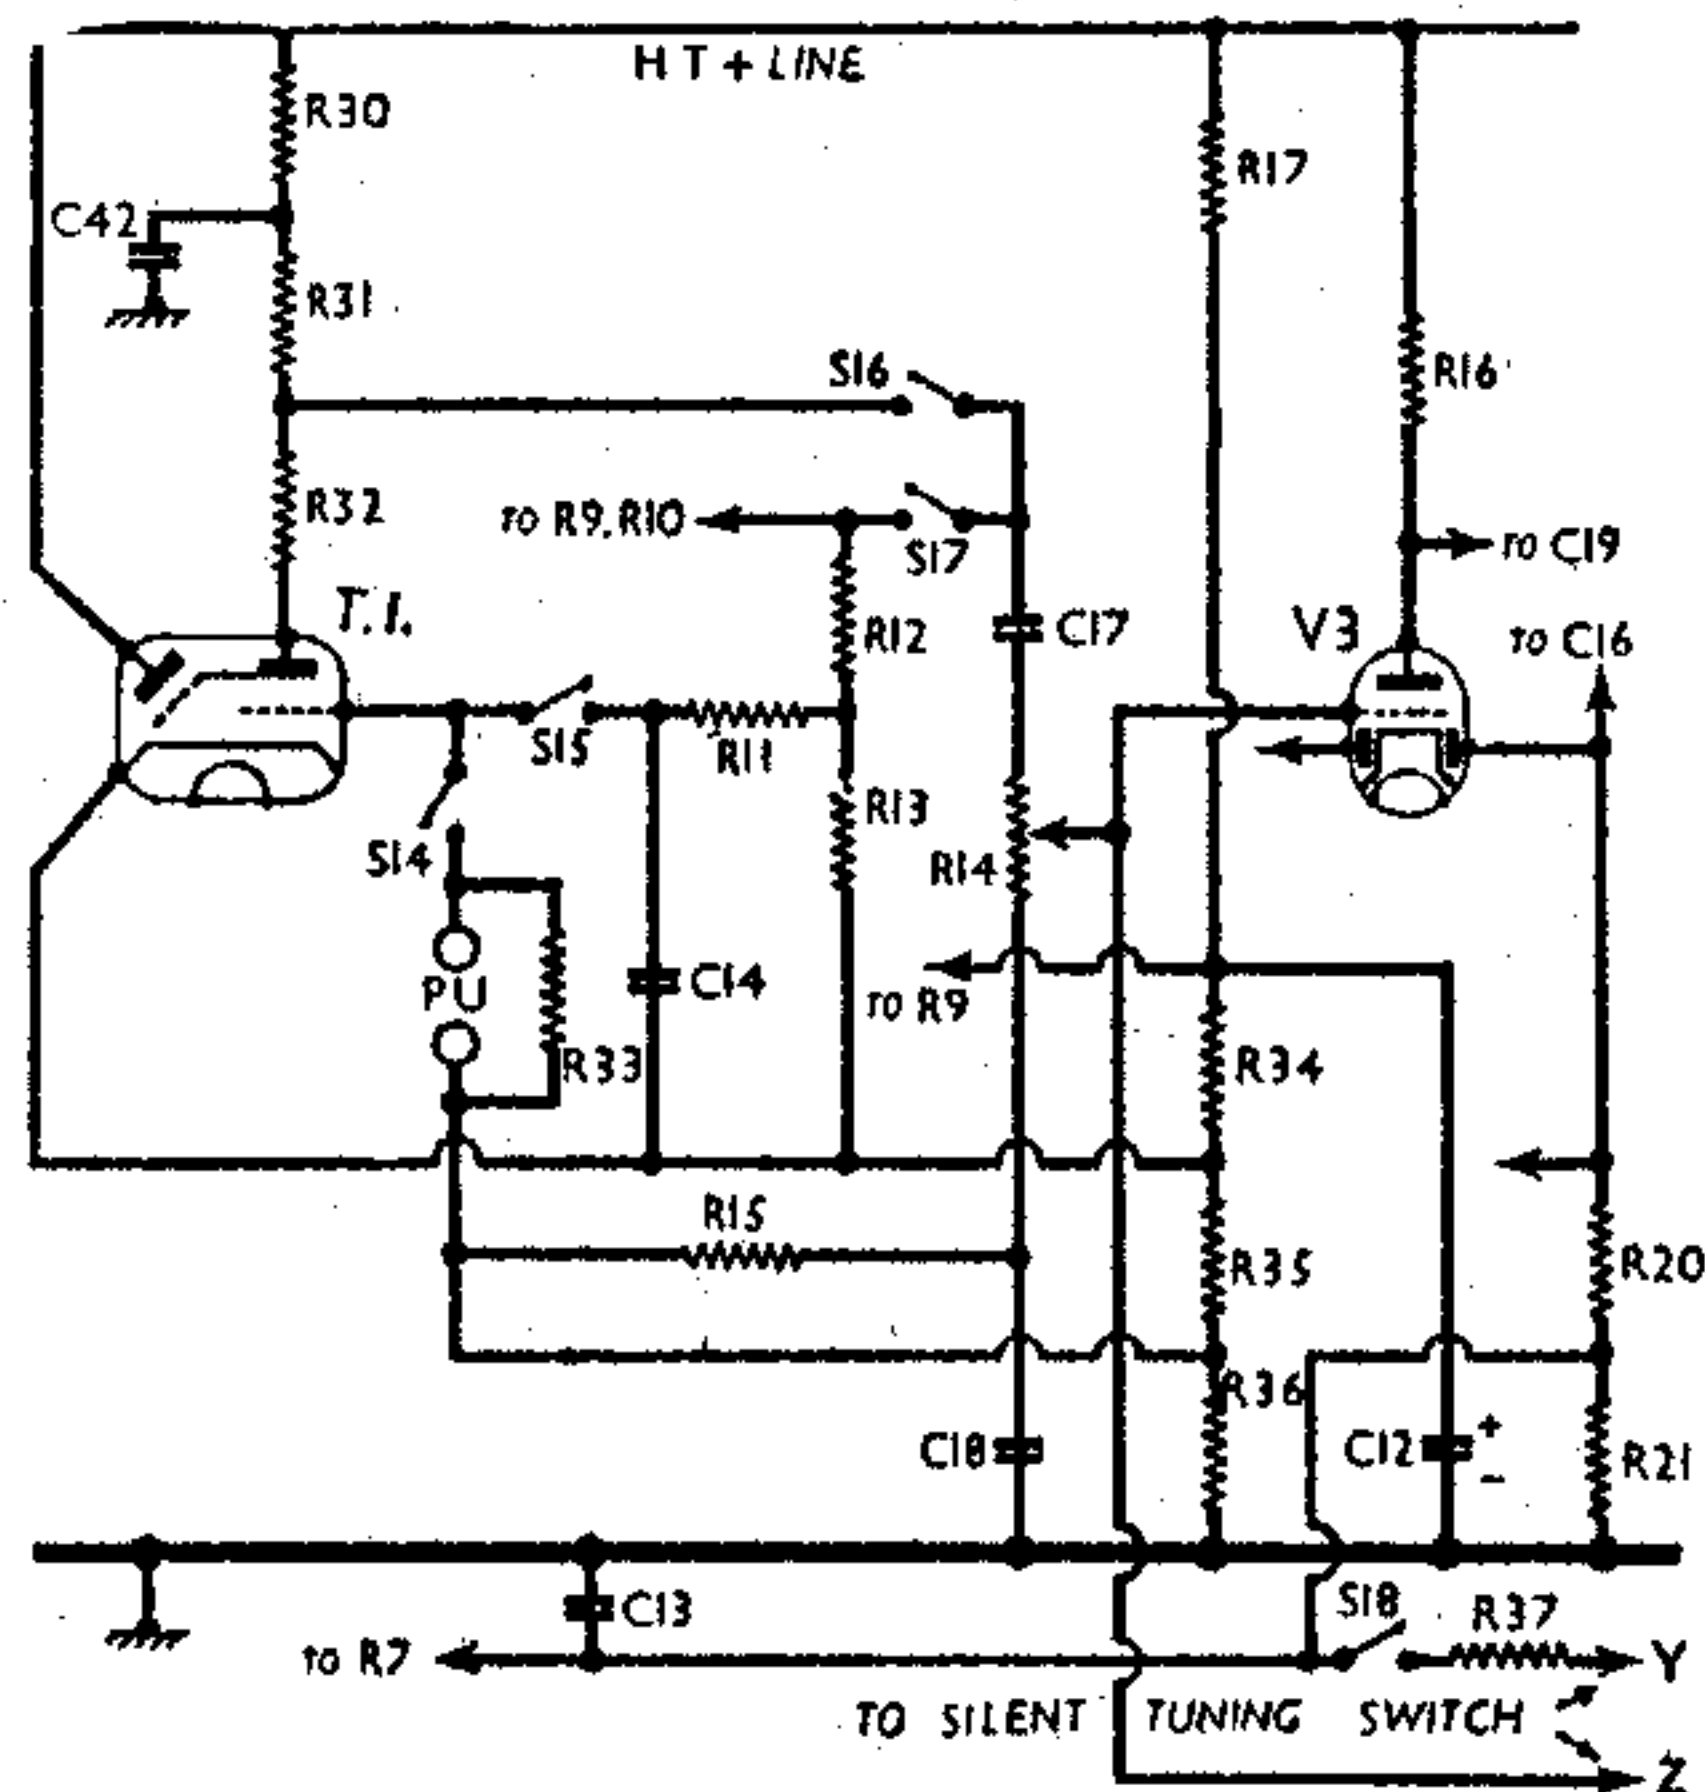 HT + LINE
R30
R17
C42
R31
S16
R16
R32
to R9, R10
S17
to C19
T.I.
R12
C17
V3
to C16
S15
R11
R13
S14
R14
PU
C14
to R9
R33
R34
R15
R35
R20
R36
C18
C12
+
-
R21
C13
S18
R37
to R7
Y
TO SILENT TUNING SWITCH
Z